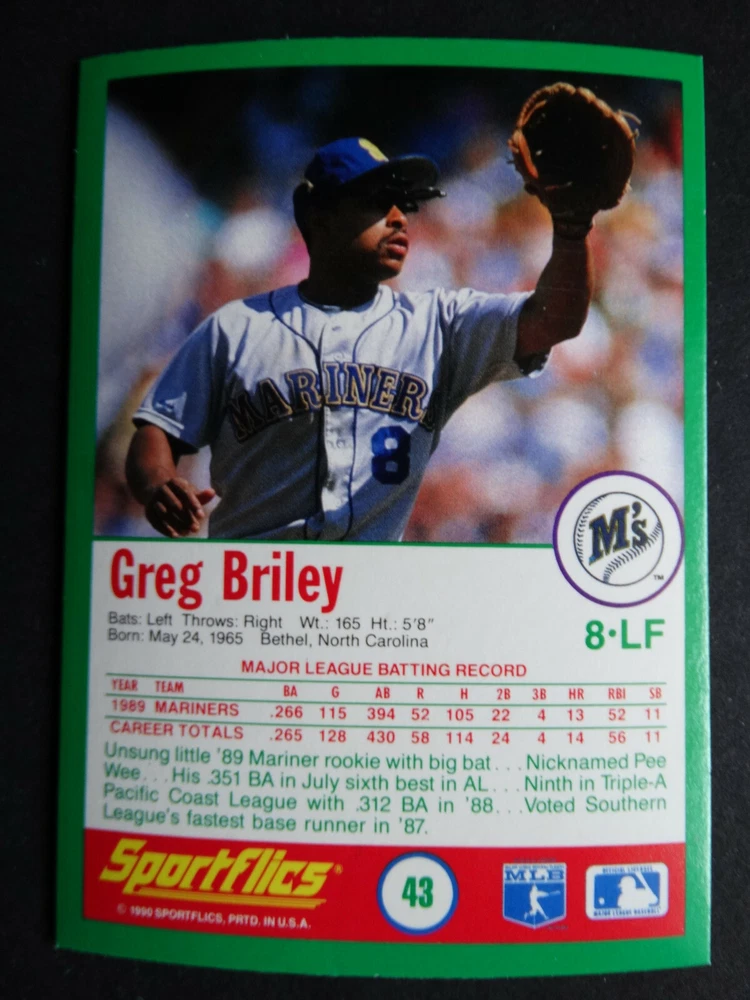 MARINER
8
M's
TM
Greg Briley
Bats: Left Throws: Right Wt.: 165 Ht.: 5'8"
Born: May 24, 1965 Bethel, North Carolina
8•LF
MAJOR LEAGUE BATTING RECORD
YEAR TEAM BA G AB R H 2B 3B HR RBI SB
1989 MARINERS .266 115 394 52 105 22 4 13 52 11
CAREER TOTALS .265 128 430 58 114 24 4 14 56 11
Unsung little '89 Mariner rookie with big bat...Nicknamed Pee
Wee...His .351 BA in July sixth best in AL...Ninth in Triple-A
Pacific Coast League with .312 BA in '88...Voted Southern
League's fastest base runner in '87.
Sportflics®
© 1990 SPORTFLICS, PRTD. IN U.S.A.
43
MLB
MAJOR LEAGUE BASEBALL